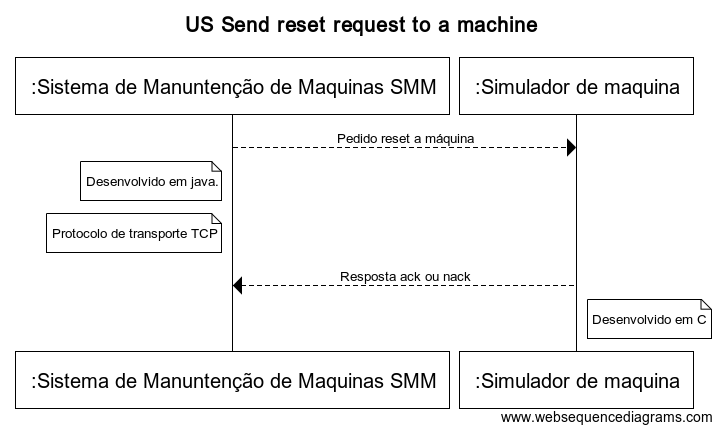 US Send reset request to a machine
:Sistema de Manuntenção de Maquinas SMM
:Simulador de maquina
Pedido reset a máquina
Desenvolvido em java.
Protocolo de transporte TCP
Resposta ack ou nack
Desenvolvido em C
:Sistema de Manuntenção de Maquinas SMM
:Simulador de maquina
www.websequencediagrams.com